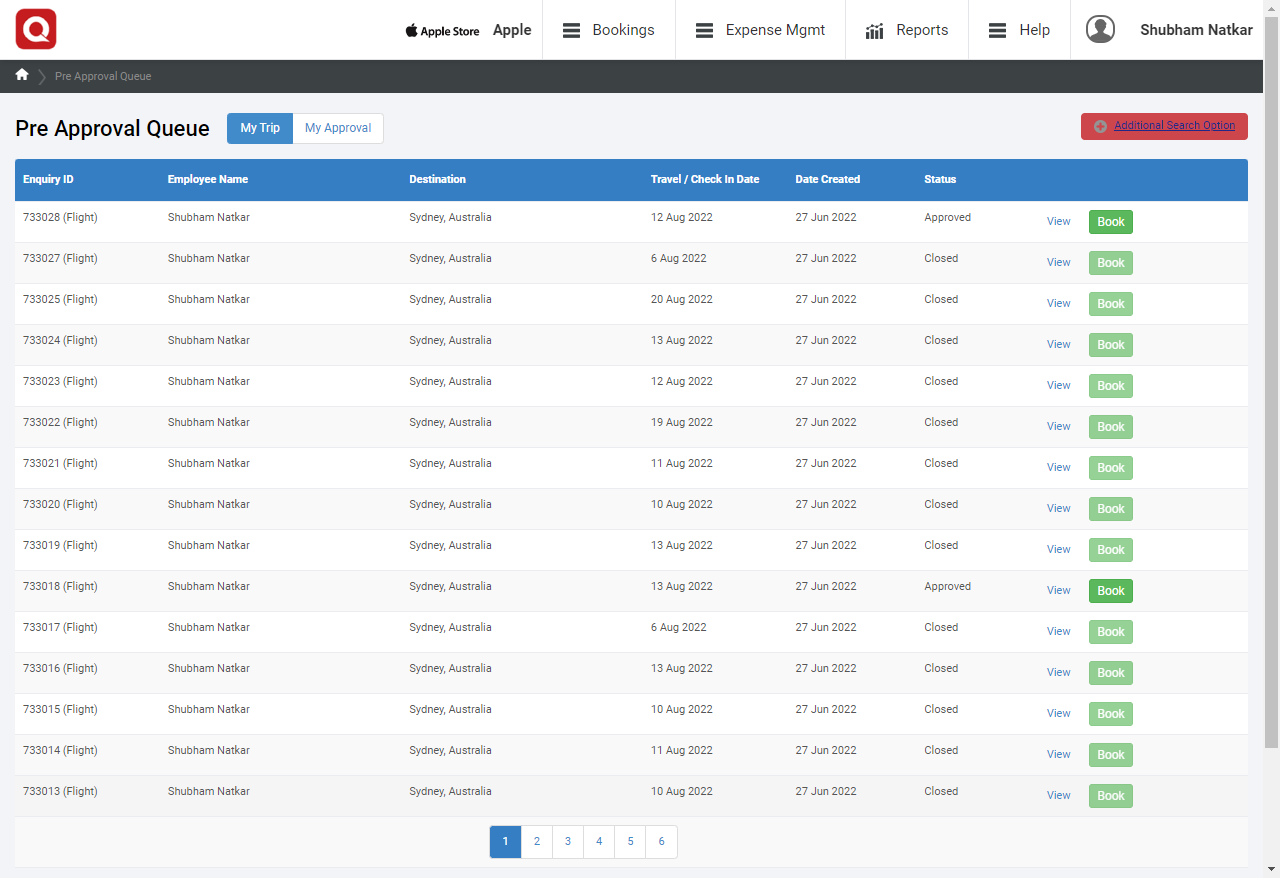 Q Apple Store Apple Bookings Expense Mgmt Reports Help Shubham Natkar
Pre Approval Queue
Pre Approval Queue My Trip My Approval Additional Search Option
Enquiry ID Employee Name Destination Travel / Check In Date Date Created Status
733028 (Flight) Shubham Natkar Sydney, Australia 12 Aug 2022 27 Jun 2022 Approved View Book
733027 (Flight) Shubham Natkar Sydney, Australia 6 Aug 2022 27 Jun 2022 Closed View Book
733025 (Flight) Shubham Natkar Sydney, Australia 20 Aug 2022 27 Jun 2022 Closed View Book
733024 (Flight) Shubham Natkar Sydney, Australia 13 Aug 2022 27 Jun 2022 Closed View Book
733023 (Flight) Shubham Natkar Sydney, Australia 12 Aug 2022 27 Jun 2022 Closed View Book
733022 (Flight) Shubham Natkar Sydney, Australia 19 Aug 2022 27 Jun 2022 Closed View Book
733021 (Flight) Shubham Natkar Sydney, Australia 11 Aug 2022 27 Jun 2022 Closed View Book
733020 (Flight) Shubham Natkar Sydney, Australia 10 Aug 2022 27 Jun 2022 Closed View Book
733019 (Flight) Shubham Natkar Sydney, Australia 13 Aug 2022 27 Jun 2022 Closed View Book
733018 (Flight) Shubham Natkar Sydney, Australia 13 Aug 2022 27 Jun 2022 Approved View Book
733017 (Flight) Shubham Natkar Sydney, Australia 6 Aug 2022 27 Jun 2022 Closed View Book
733016 (Flight) Shubham Natkar Sydney, Australia 13 Aug 2022 27 Jun 2022 Closed View Book
733015 (Flight) Shubham Natkar Sydney, Australia 10 Aug 2022 27 Jun 2022 Closed View Book
733014 (Flight) Shubham Natkar Sydney, Australia 11 Aug 2022 27 Jun 2022 Closed View Book
733013 (Flight) Shubham Natkar Sydney, Australia 10 Aug 2022 27 Jun 2022 Closed View Book
1 2 3 4 5 6